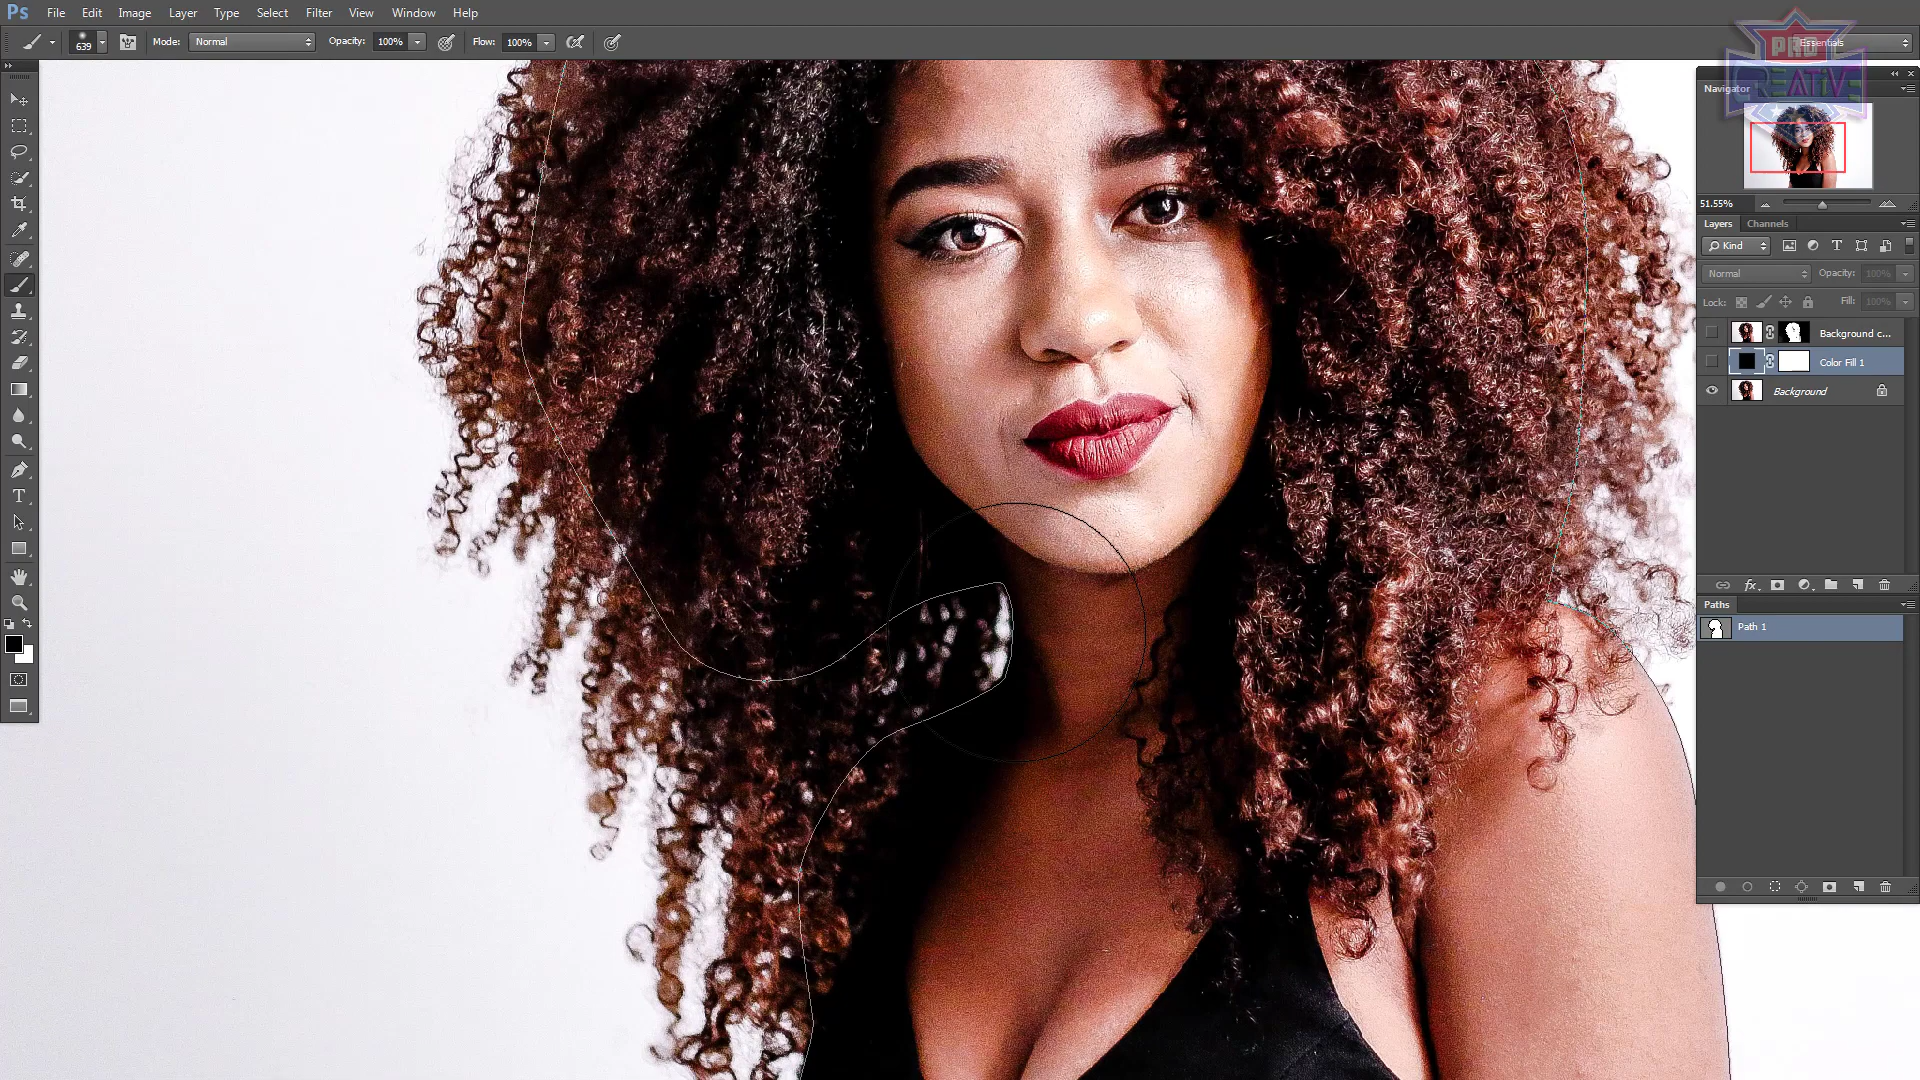 Ps File Edit Image Layer Type Select Filter View Window Help
639 Mode: Normal Opacity: 100% Flow: 100%
Essentials
PRO
CREATIVE
Navigator
51.55%
Layers Channels
Kind
Normal Opacity: 100%
Lock: Fill: 100%
Background c...
Color Fill 1
Background
Paths
Path 1